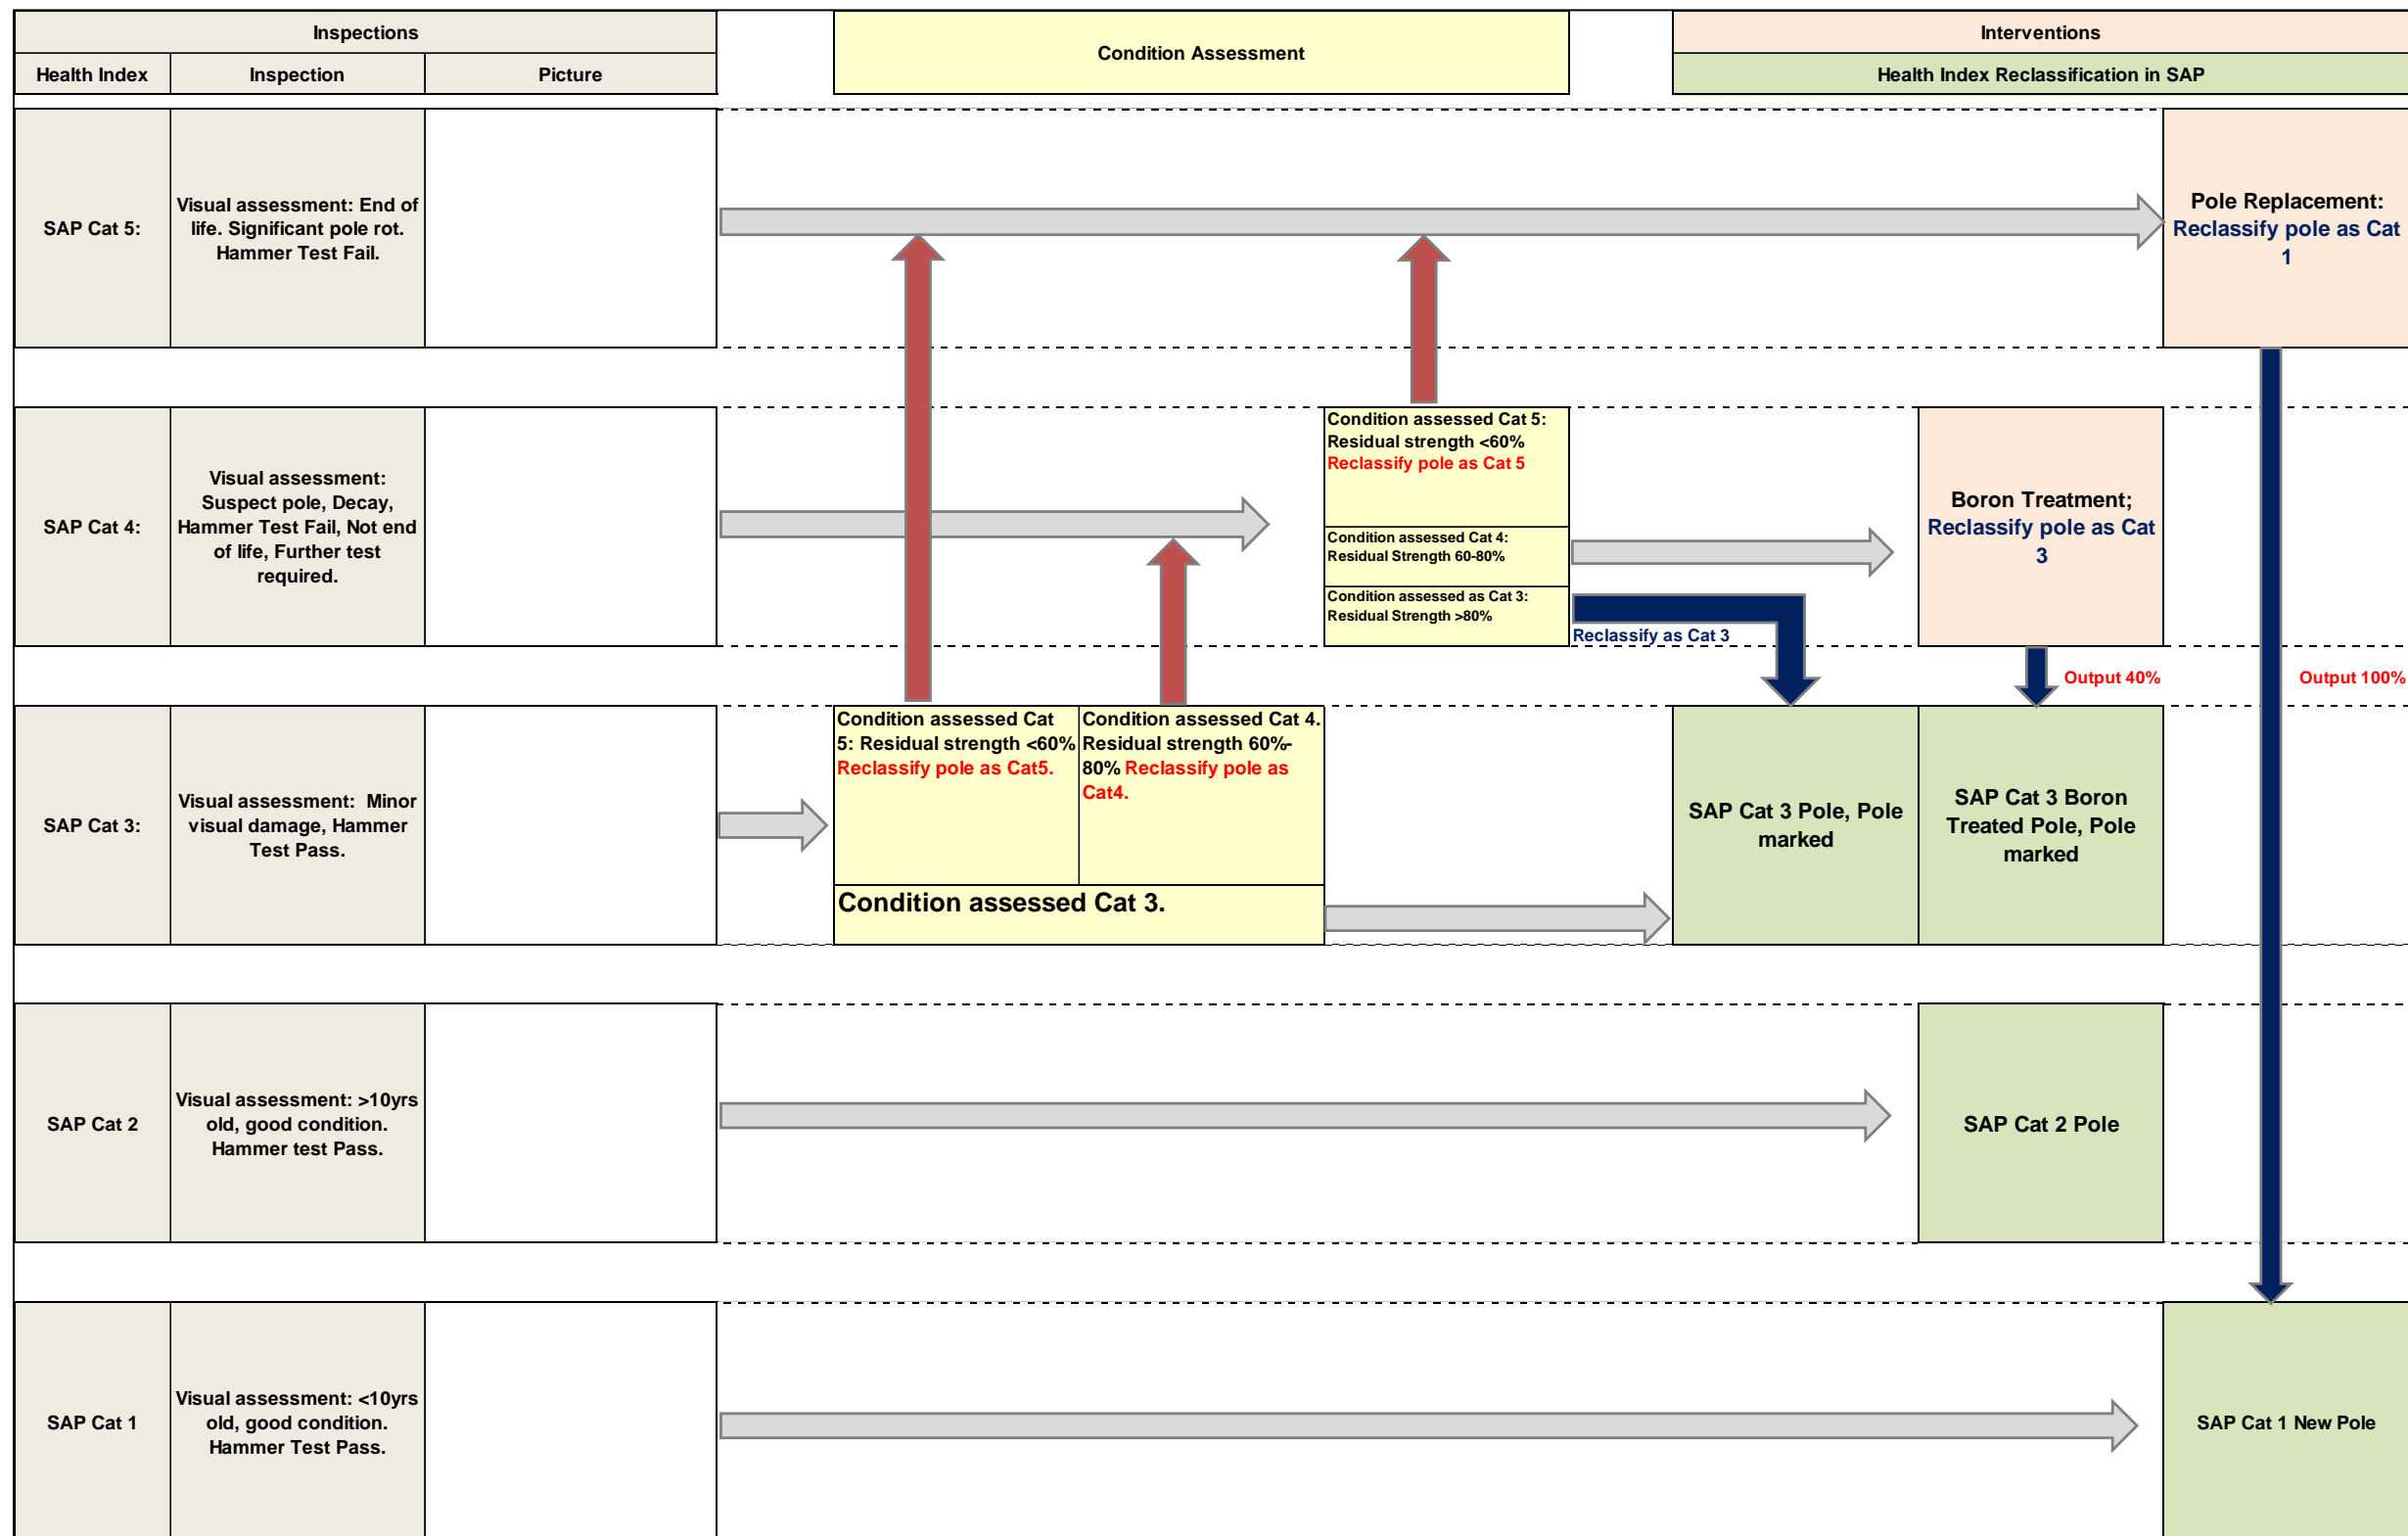 Inspections
Condition Assessment
Interventions
Health Index
Inspection
Picture
Health Index Reclassification in SAP
SAP Cat 5:
Visual assessment: End of
life. Significant pole rot.
Hammer Test Fail.
Pole Replacement:
Reclassify pole as Cat
1
SAP Cat 4:
Visual assessment:
Suspect pole, Decay,
Hammer Test Fail, Not end
of life, Further test
required.
Condition assessed Cat 5:
Residual strength <60%
Reclassify pole as Cat 5
Condition assessed Cat 4:
Residual Strength 60-80%
Condition assessed as Cat 3:
Residual Strength >80%
Reclassify as Cat 3
Boron Treatment;
Reclassify pole as Cat
3
Output 40%
Output 100%
SAP Cat 3:
Visual assessment:  Minor
visual damage, Hammer
Test Pass.
Condition assessed Cat
5: Residual strength <60%
Reclassify pole as Cat5.
Condition assessed Cat 4.
Residual strength 60%-
80% Reclassify pole as
Cat4.
Condition assessed Cat 3.
SAP Cat 3 Pole, Pole
marked
SAP Cat 3 Boron
Treated Pole, Pole
marked
SAP Cat 2
Visual assessment: >10yrs
old, good condition.
Hammer test Pass.
SAP Cat 2 Pole
SAP Cat 1
Visual assessment: <10yrs
old, good condition.
Hammer Test Pass.
SAP Cat 1 New Pole